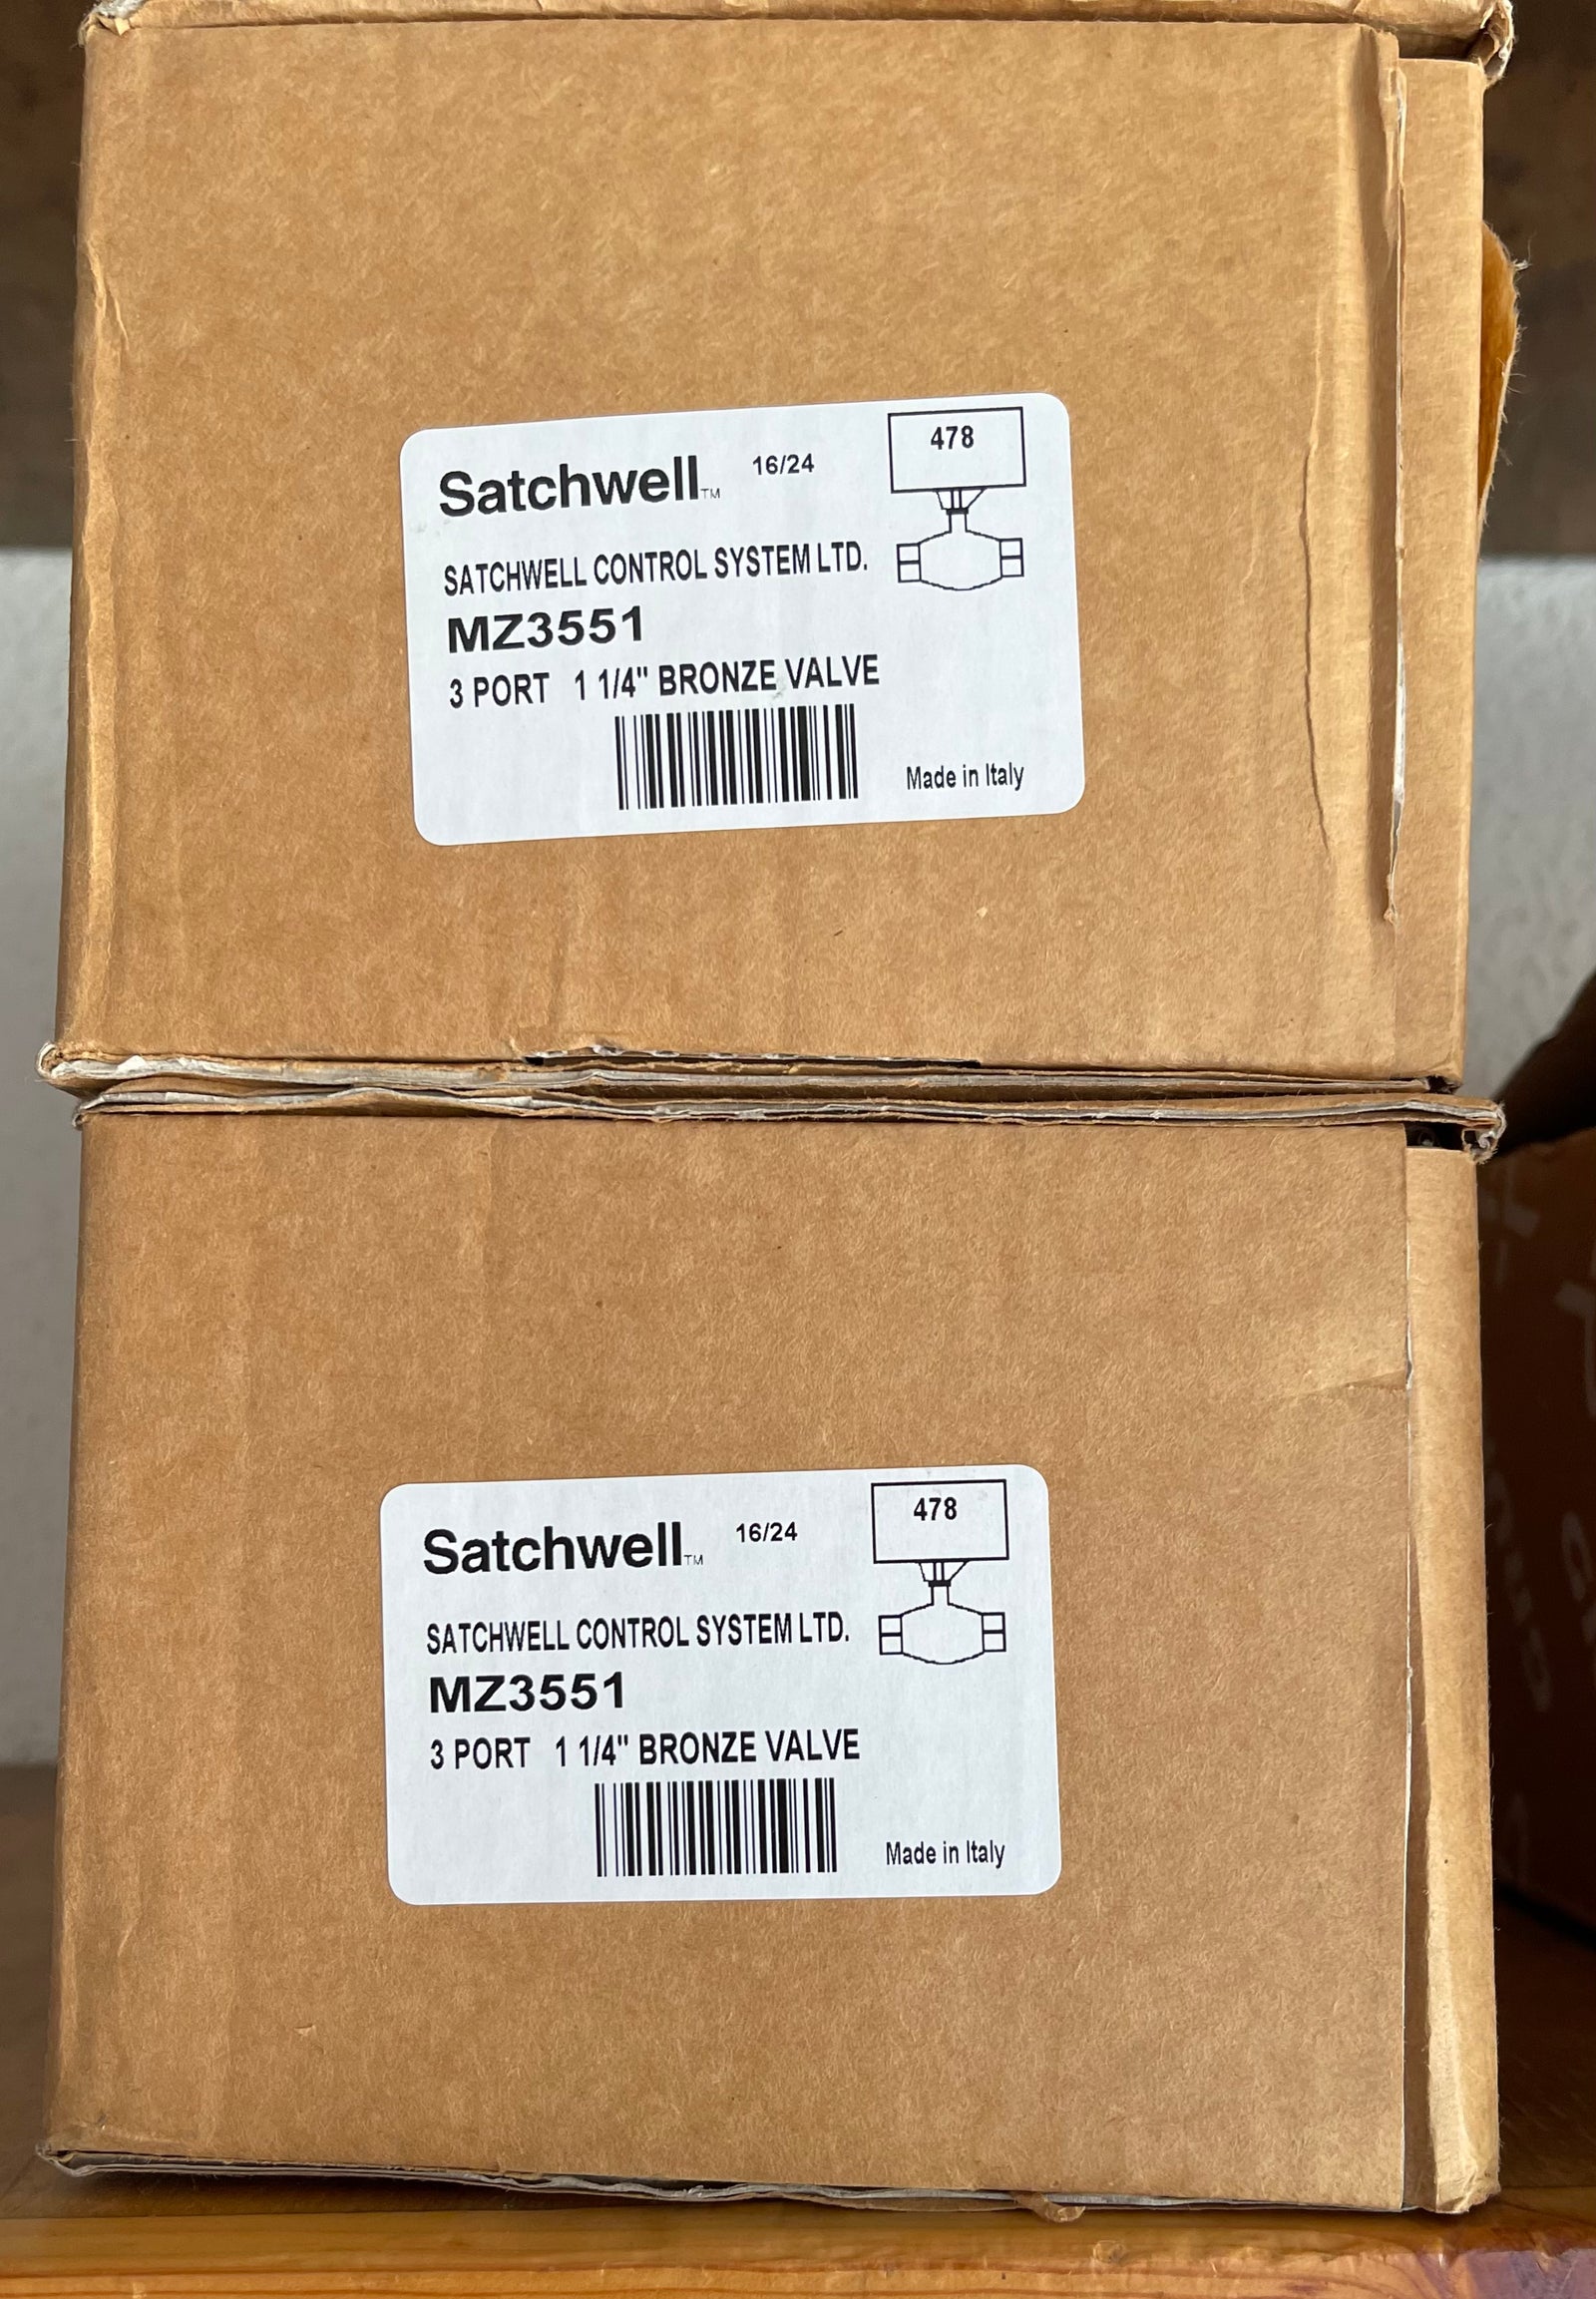 Satchwell™ 16/24 478
SATCHWELL CONTROL SYSTEM LTD.
MZ3551
3 PORT 1 1/4" BRONZE VALVE
Made in Italy
Satchwell™ 16/24 478
SATCHWELL CONTROL SYSTEM LTD.
MZ3551
3 PORT 1 1/4" BRONZE VALVE
Made in Italy